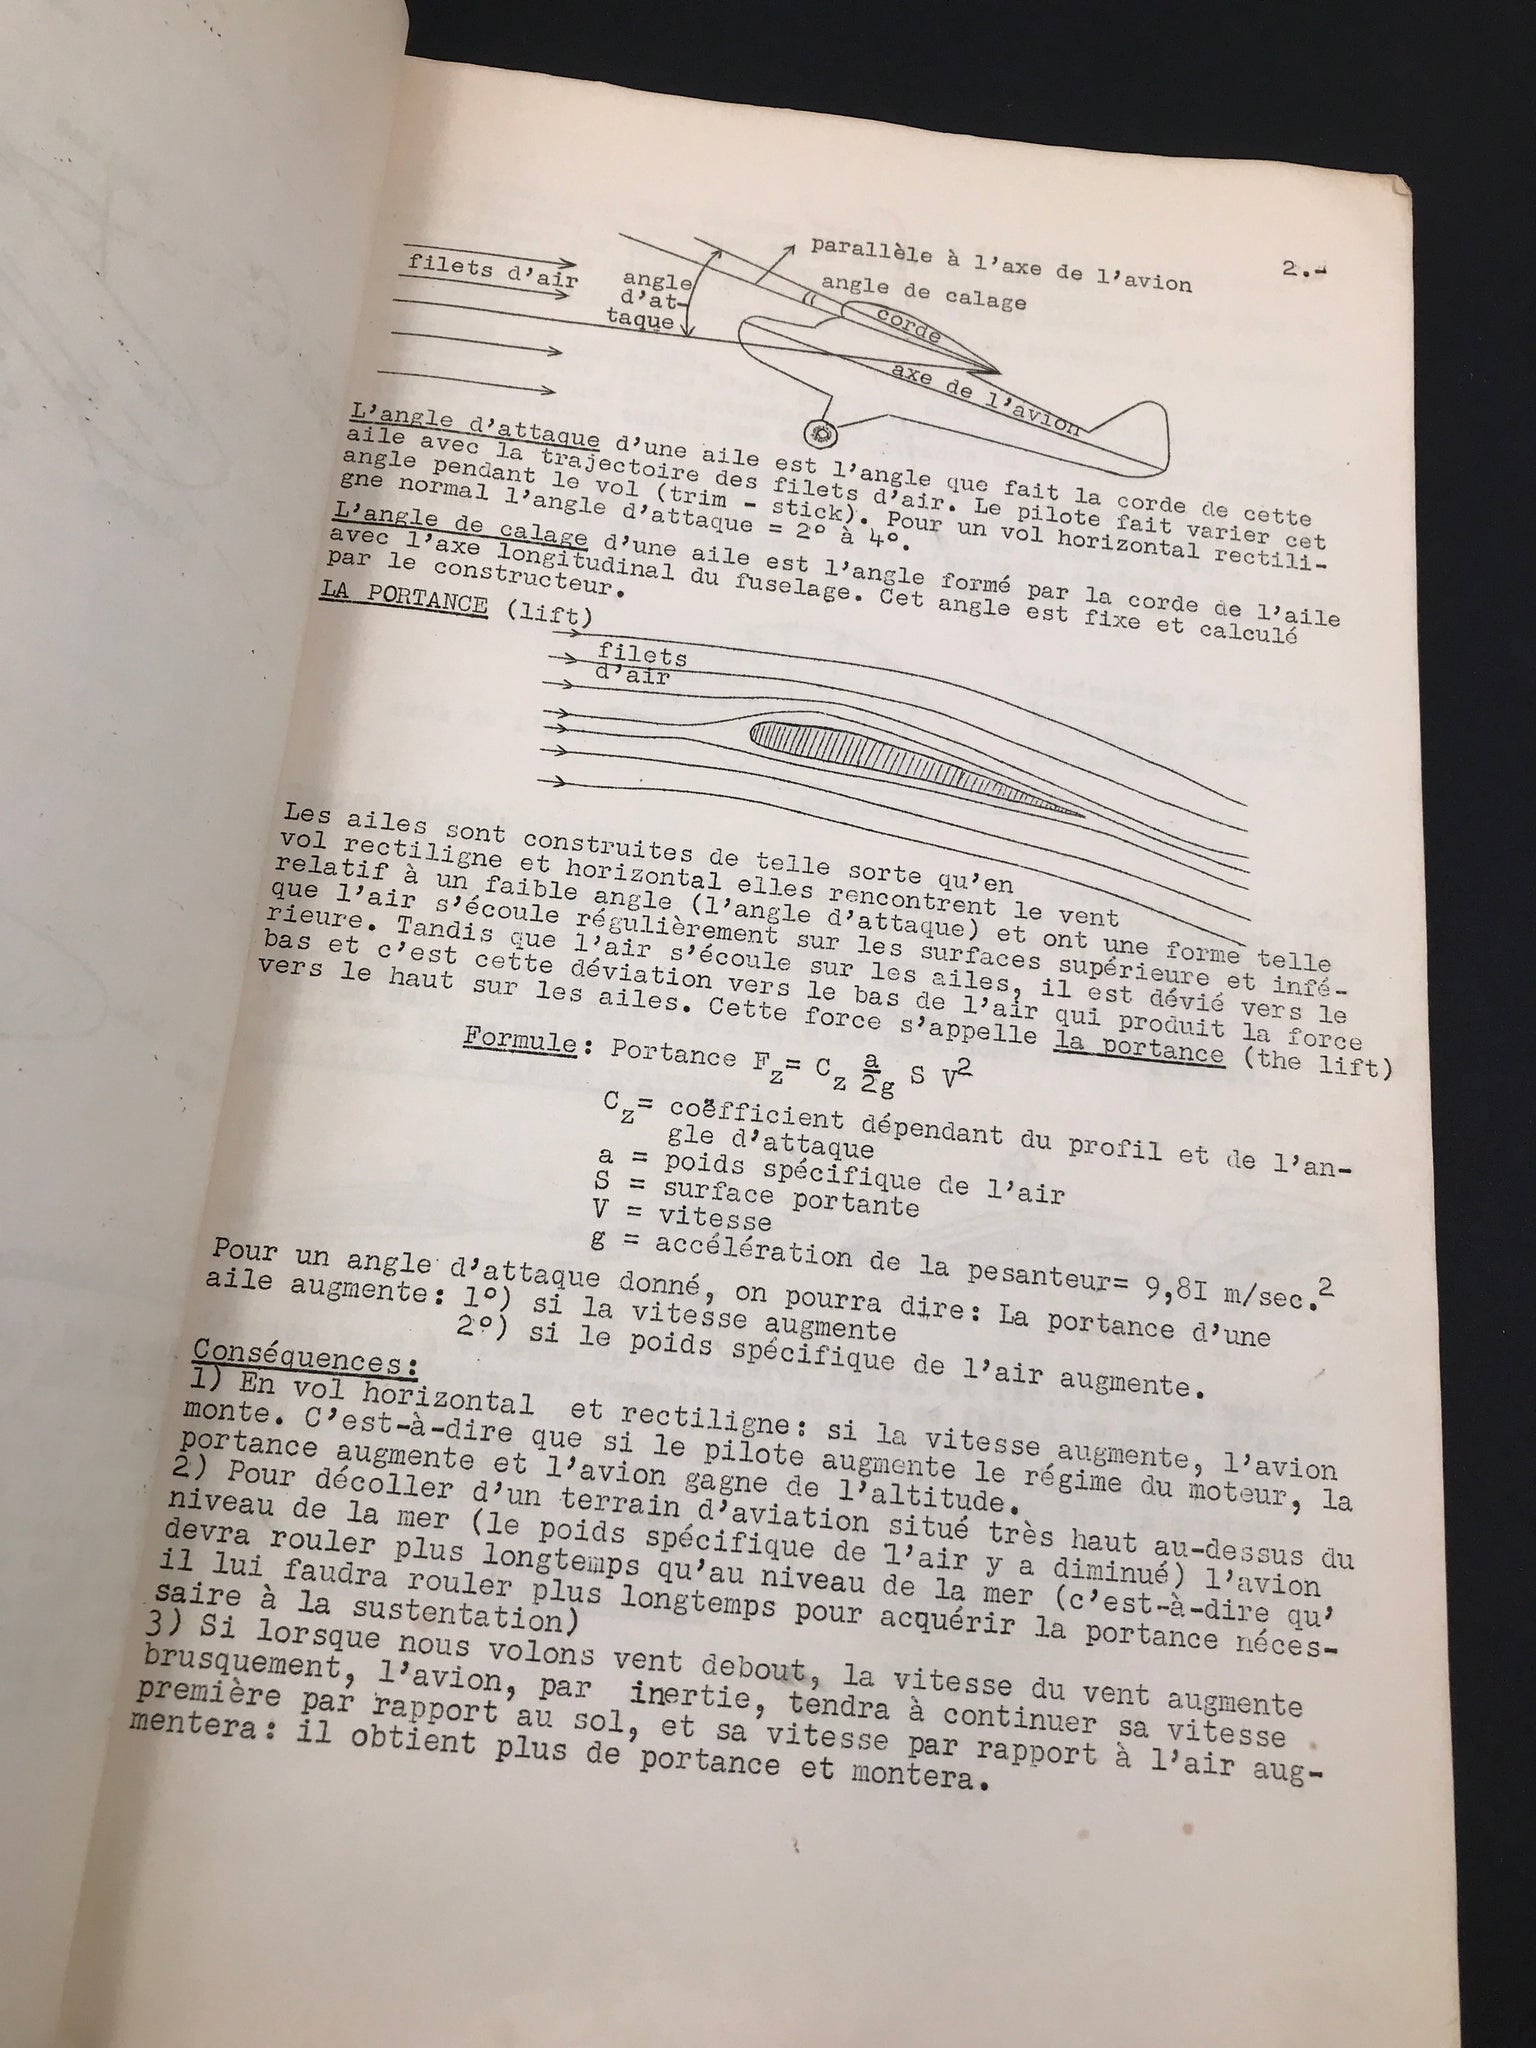 2.-
parallèle à l'axe de l'avion
filets d'air
angle de calage
angle
d'at-
taque
corde
axe de l'avion
L'angle d'attaque d'une aile est l'angle que fait la corde de cette
aile avec la trajectoire des filets d'air. Le pilote fait varier cet
angle pendant le vol (trim - stick). Pour un vol horizontal rectili-
gne normal l'angle d'attaque = 2° à 4°.
L'angle de calage d'une aile est l'angle formé par la corde de l'aile
avec l'axe longitudinal du fuselage. Cet angle est fixe et calculé
par le constructeur.
LA PORTANCE (lift)
filets
d'air
Les ailes sont construites de telle sorte qu'en
vol rectiligne et horizontal elles rencontrent le vent
relatif à un faible angle (l'angle d'attaque) et ont une forme telle
que l'air s'écoule régulièrement sur les surfaces supérieure et infé-
rieure. Tandis que l'air s'écoule sur les ailes, il est dévié vers le
bas et c'est cette déviation vers le bas de l'air qui produit la force
vers le haut sur les ailes. Cette force s'appelle la portance (the lift)
Formule: Portance Fz= Cz a/2g S V²
Cz= coëfficient dépendant du profil et de l'an-
gle d'attaque
a = poids spécifique de l'air
S = surface portante
V = vitesse
g = accélération de la pesanteur= 9,8I m/sec.²
Pour un angle d'attaque donné, on pourra dire: La portance d'une
aile augmente: 1°) si la vitesse augmente
2°) si le poids spécifique de l'air augmente.
Conséquences:
1) En vol horizontal et rectiligne: si la vitesse augmente, l'avion
monte. C'est-à-dire que si le pilote augmente le régime du moteur, la
portance augmente et l'avion gagne de l'altitude.
2) Pour décoller d'un terrain d'aviation situé très haut au-dessus du
niveau de la mer (le poids spécifique de l'air y a diminué) l'avion
devra rouler plus longtemps qu'au niveau de la mer (c'est-à-dire qu'
il lui faudra rouler plus longtemps pour acquérir la portance néces-
saire à la sustentation)
3) Si lorsque nous volons vent debout, la vitesse du vent augmente
brusquement, l'avion, par inertie, tendra à continuer sa vitesse
première par rapport au sol, et sa vitesse par rapport à l'air aug-
mentera: il obtient plus de portance et montera.